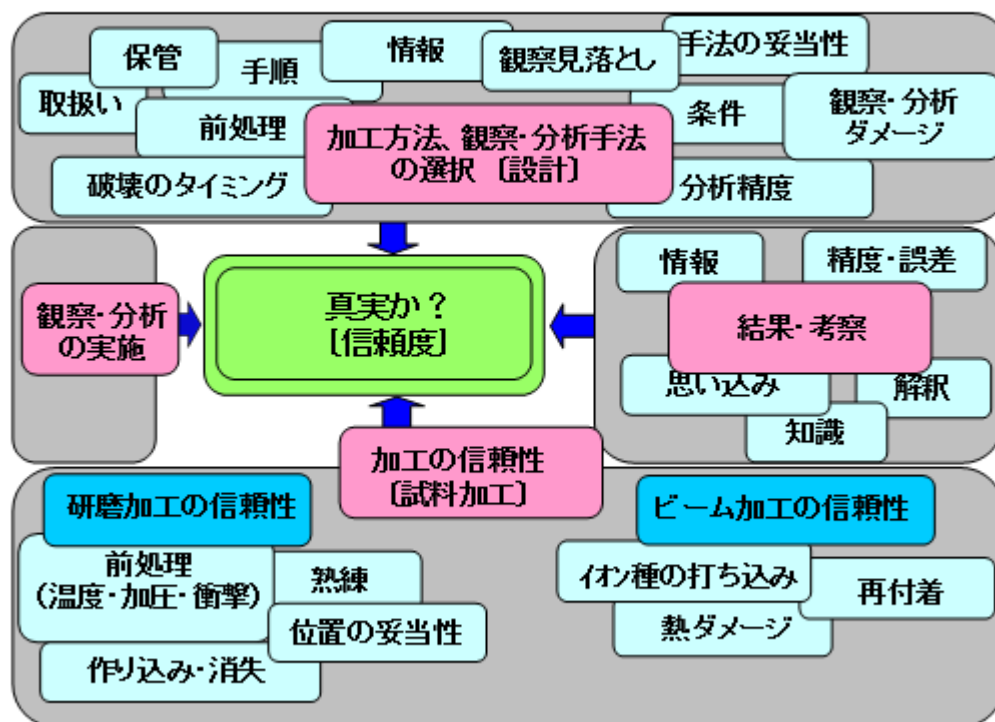 保管
手順
情報
観察見落とし
手法の妥当性
取扱い
前処理
条件
観察・分析
ダメージ
加工方法、観察・分析手法
の選択 〔設計〕
破壊のタイミング
分析精度
観察・分析
の実施
真実か？
〔信頼度〕
情報
精度・誤差
結果・考察
思い込み
解釈
知識
加工の信頼性
〔試料加工〕
研磨加工の信頼性
前処理
（温度・加圧・衝撃）
熟練
位置の妥当性
作り込み・消失
ビーム加工の信頼性
イオン種の打ち込み
再付着
熱ダメージ